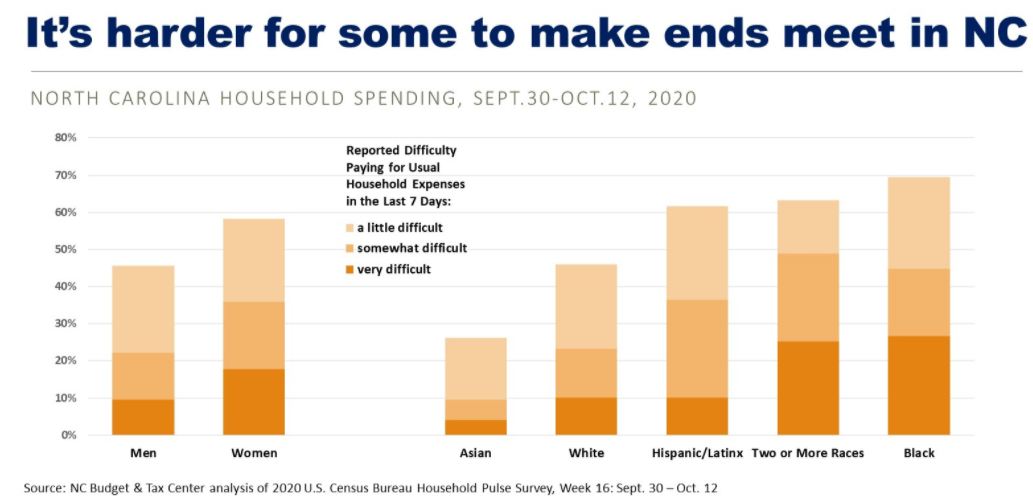 It's harder for some to make ends meet in NC
NORTH CAROLINA HOUSEHOLD SPENDING, SEPT.30-OCT.12, 2020
80%
70%
60%
50%
40%
30%
20%
10%
0%
Reported Difficulty
Paying for Usual
Household Expenses
in the Last 7 Days:
a little difficult
somewhat difficult
very difficult
Men
Women
Asian
White
Hispanic/Latinx
Two or More Races
Black
Source: NC Budget & Tax Center analysis of 2020 U.S. Census Bureau Household Pulse Survey, Week 16: Sept. 30 – Oct. 12